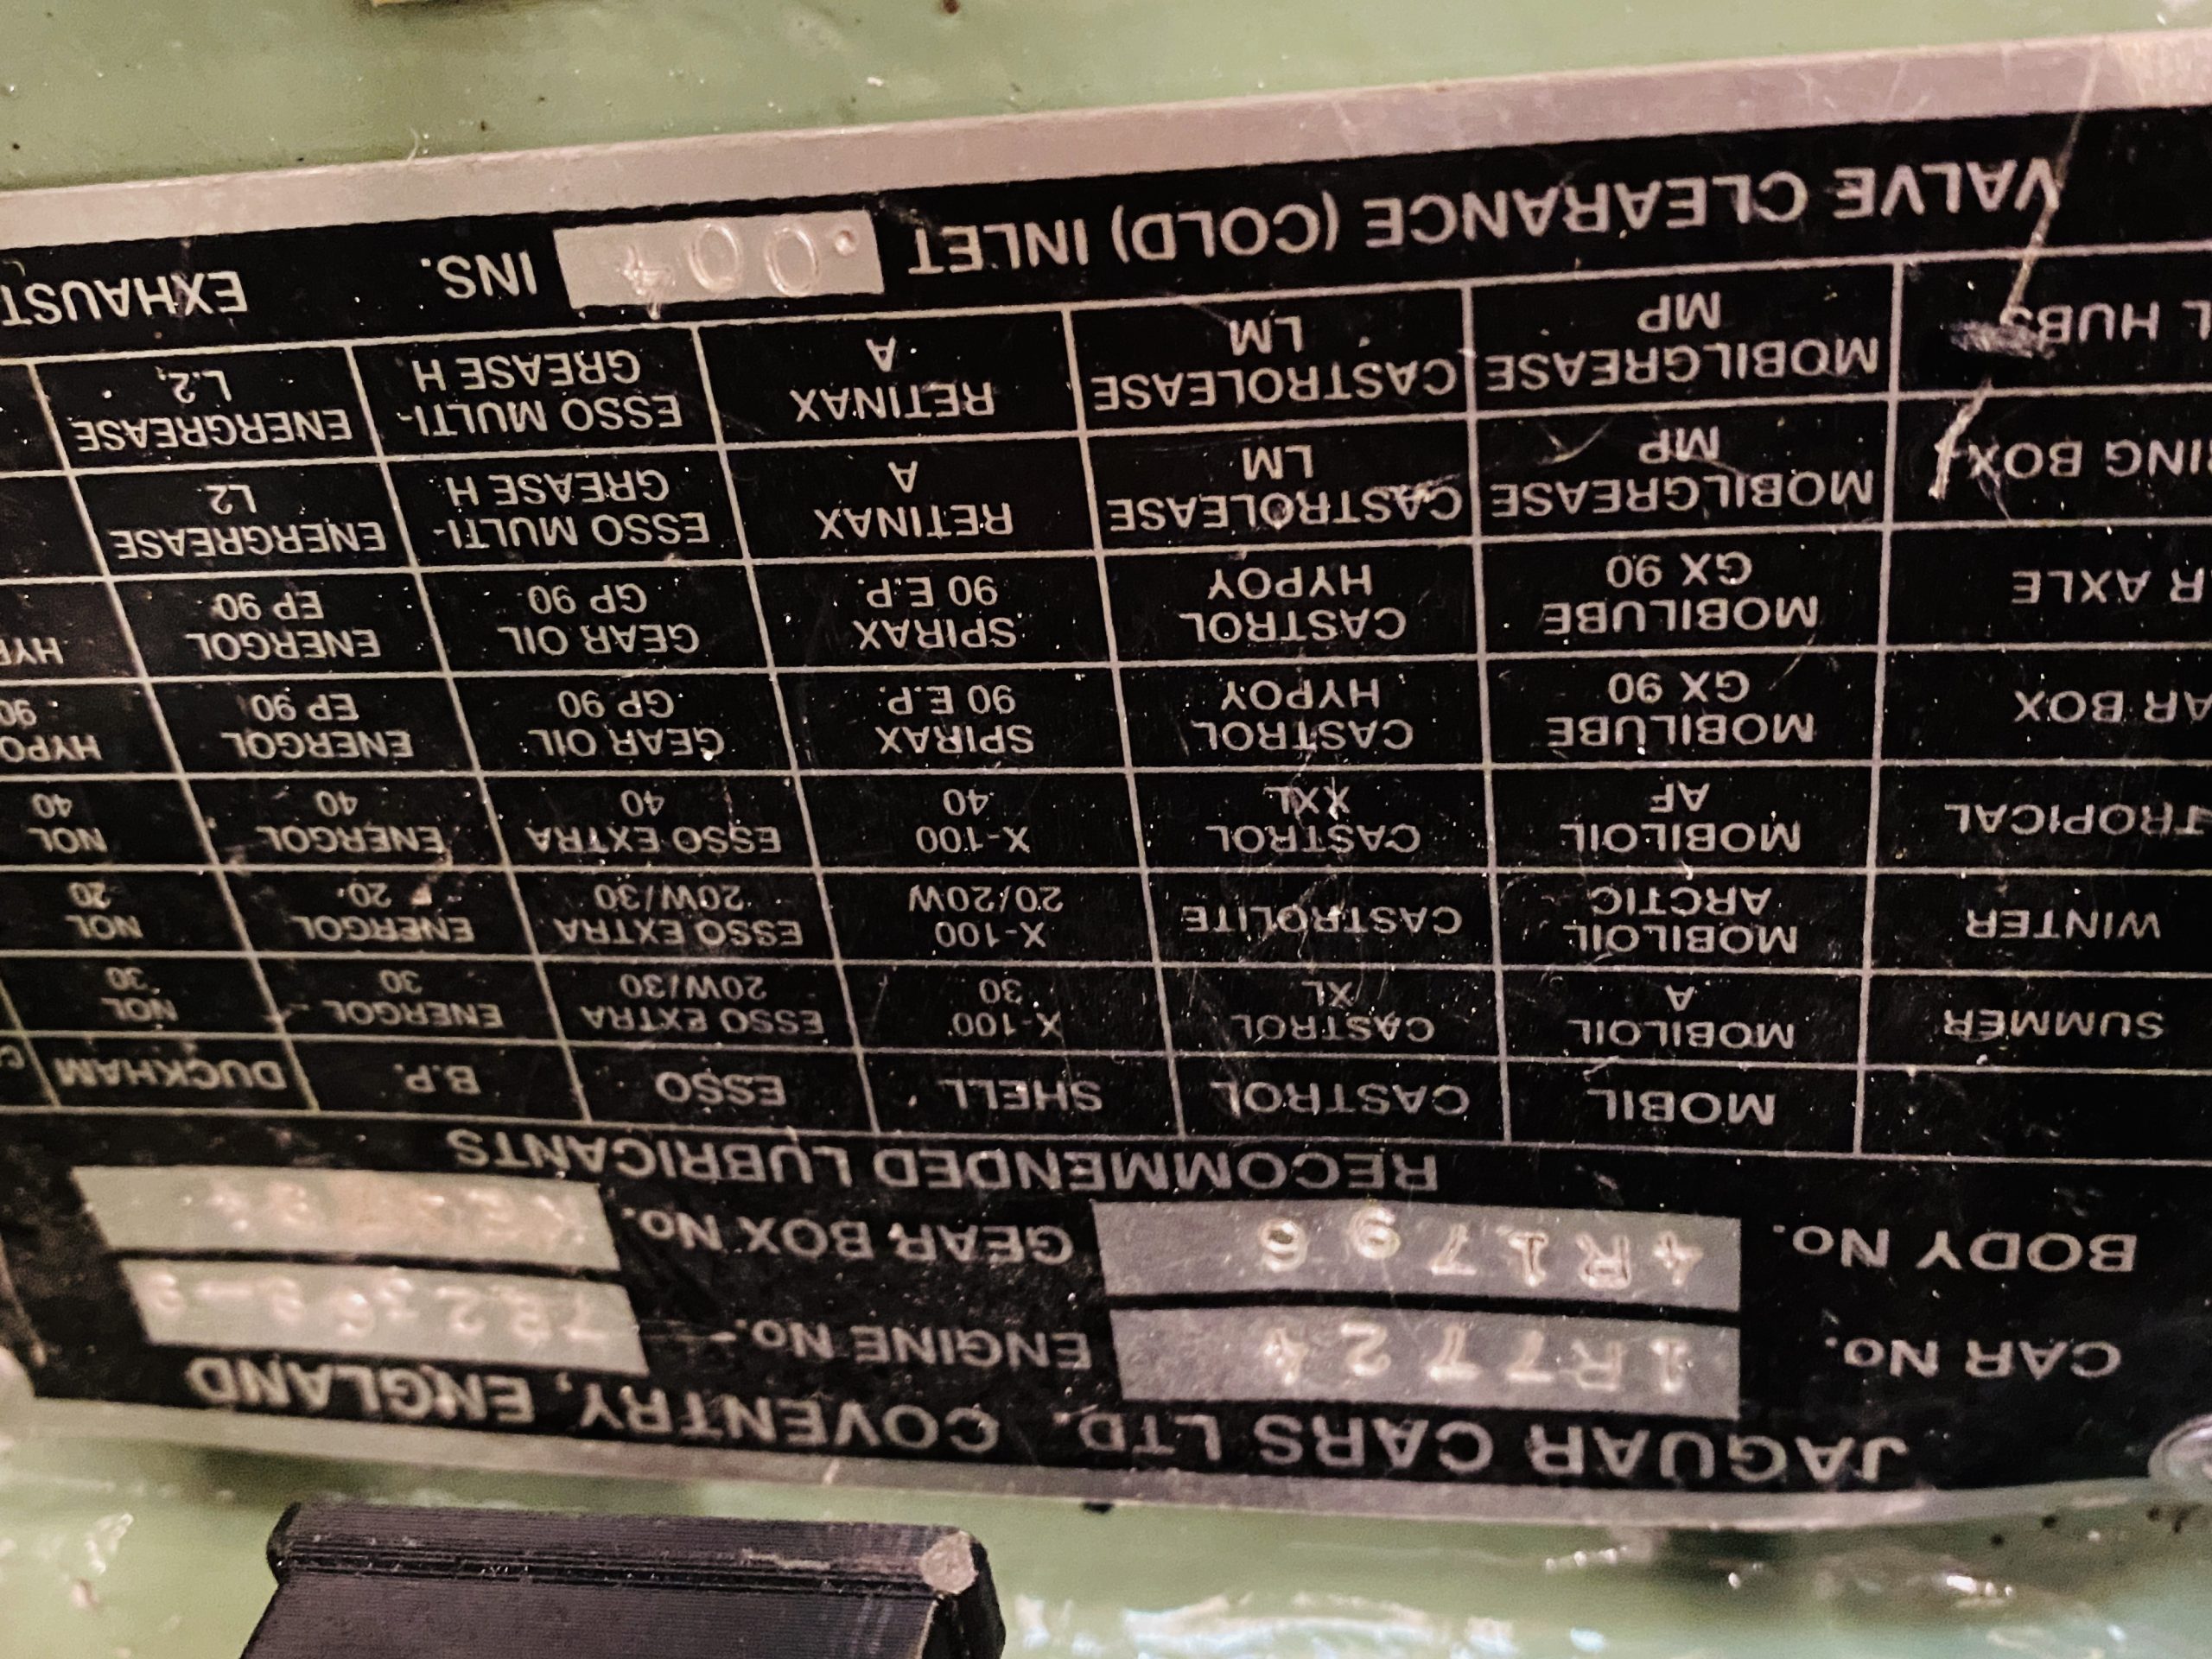 JAGUAR CARS LTD. COVENTRY, ENGLAND
CAR No. 1R7724 ENGINE No.
BODY No. 4R1796 GEAR BOX No.
RECOMMENDED LUBRICANTS
MOBIL CASTROL SHELL ESSO B.P. DUCKHAM
SUMMER MOBILOIL CASTROL X-100 ESSO EXTRA ENERGOL NOL
A XL 30 20W/30 30 30
WINTER MOBILOIL CASTROLITE X-100 ESSO EXTRA ENERGOL NOL
ARCTIC 20/20W 20W/30 20 20
TROPICAL MOBILOIL CASTROL X-100 ESSO EXTRA ENERGOL NOL
AF XXL 40 40 40 40
AR BOX MOBILUBE CASTROL SPIRAX GEAR OIL ENERGOL HYPO
GX 90 HYPOY 90 E.P. GP 90 EP 90 90
R AXLE MOBILUBE CASTROL SPIRAX GEAR OIL ENERGOL HYP
GX 90 HYPOY 90 E.P. GP 90 EP 90
ING BOX MOBILGREASE CASTROLEASE RETINAX ESSO MULTI- ENERGREASE
MP LM A GREASE H L2
L HUBS MOBILGREASE CASTROLEASE RETINAX ESSO MULTI- ENERGREASE
MP LM A GREASE H L.2,
VALVE CLEARANCE (COLD) INLET .004 INS. EXHAUST